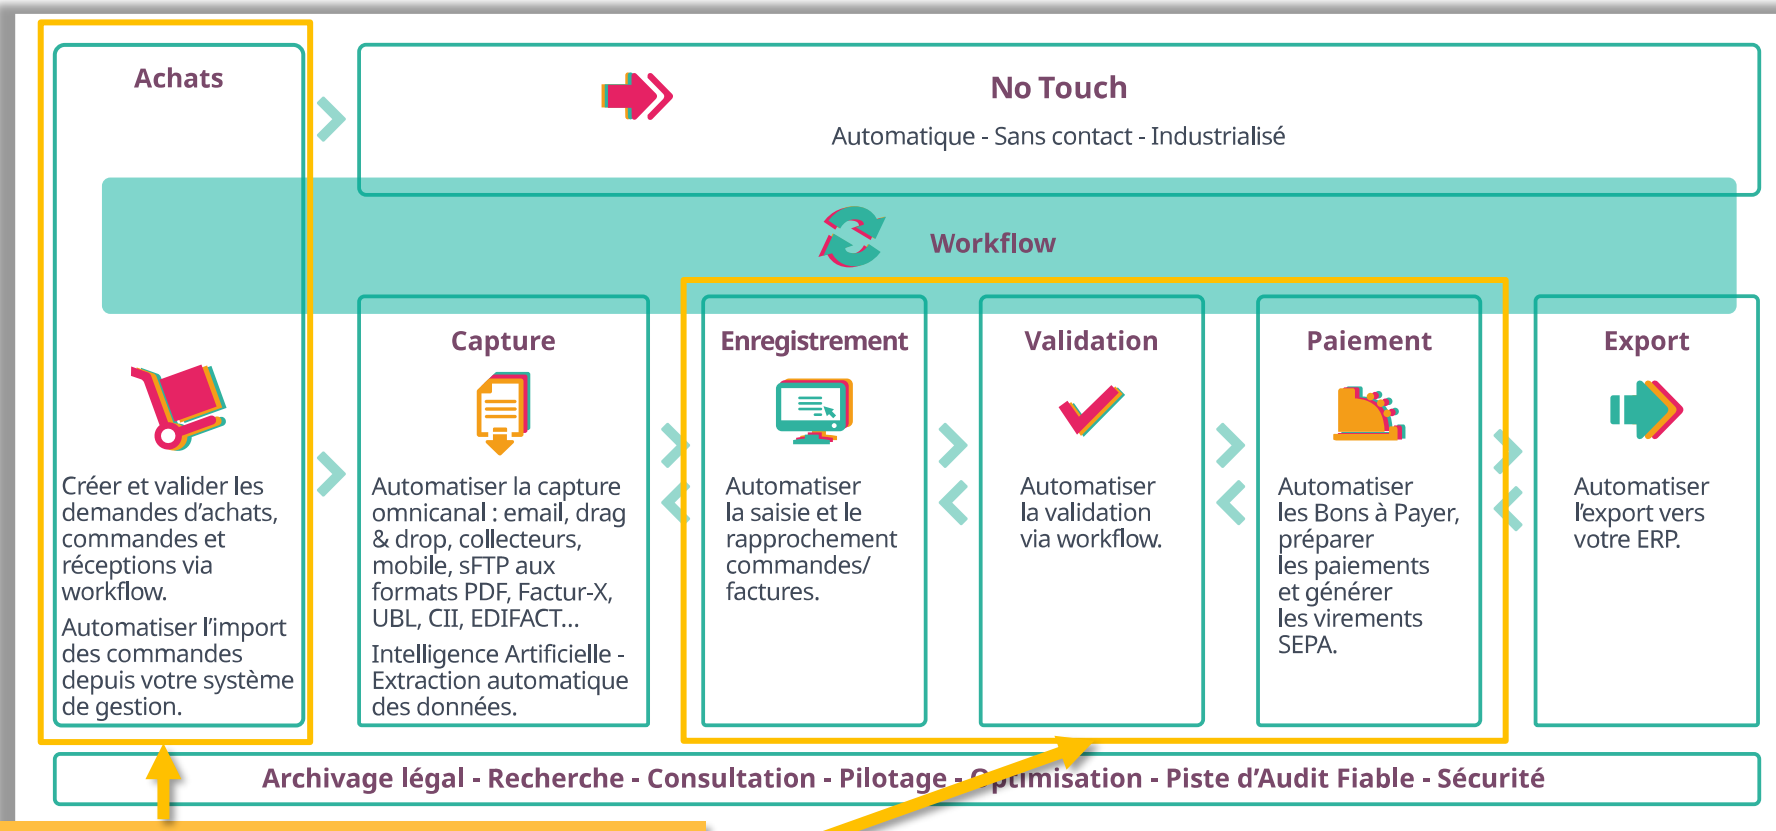 Achats
No Touch
Automatique - Sans contact - Industrialisé
Workflow
Créer et valider les
demandes d'achats,
commandes et
réceptions via
workflow.
Automatiser l'import
des commandes
depuis votre système
de gestion.
Capture
Automatiser la capture
omnicanal : email, drag
& drop, collecteurs,
mobile, sFTP aux
formats PDF, Factur-X,
UBL, CII, EDIFACT...
Intelligence Artificielle -
Extraction automatique
des données.
Enregistrement
Automatiser
la saisie et le
rapprochement
commandes/
factures.
Validation
Automatiser
la validation
via workflow.
Paiement
Automatiser
les Bons à Payer,
préparer
les paiements
et générer
les virements
SEPA.
Export
Automatiser
l'export vers
votre ERP.
Archivage légal - Recherche - Consultation - Pilotage - Optimisation - Piste d'Audit Fiable - Sécurité